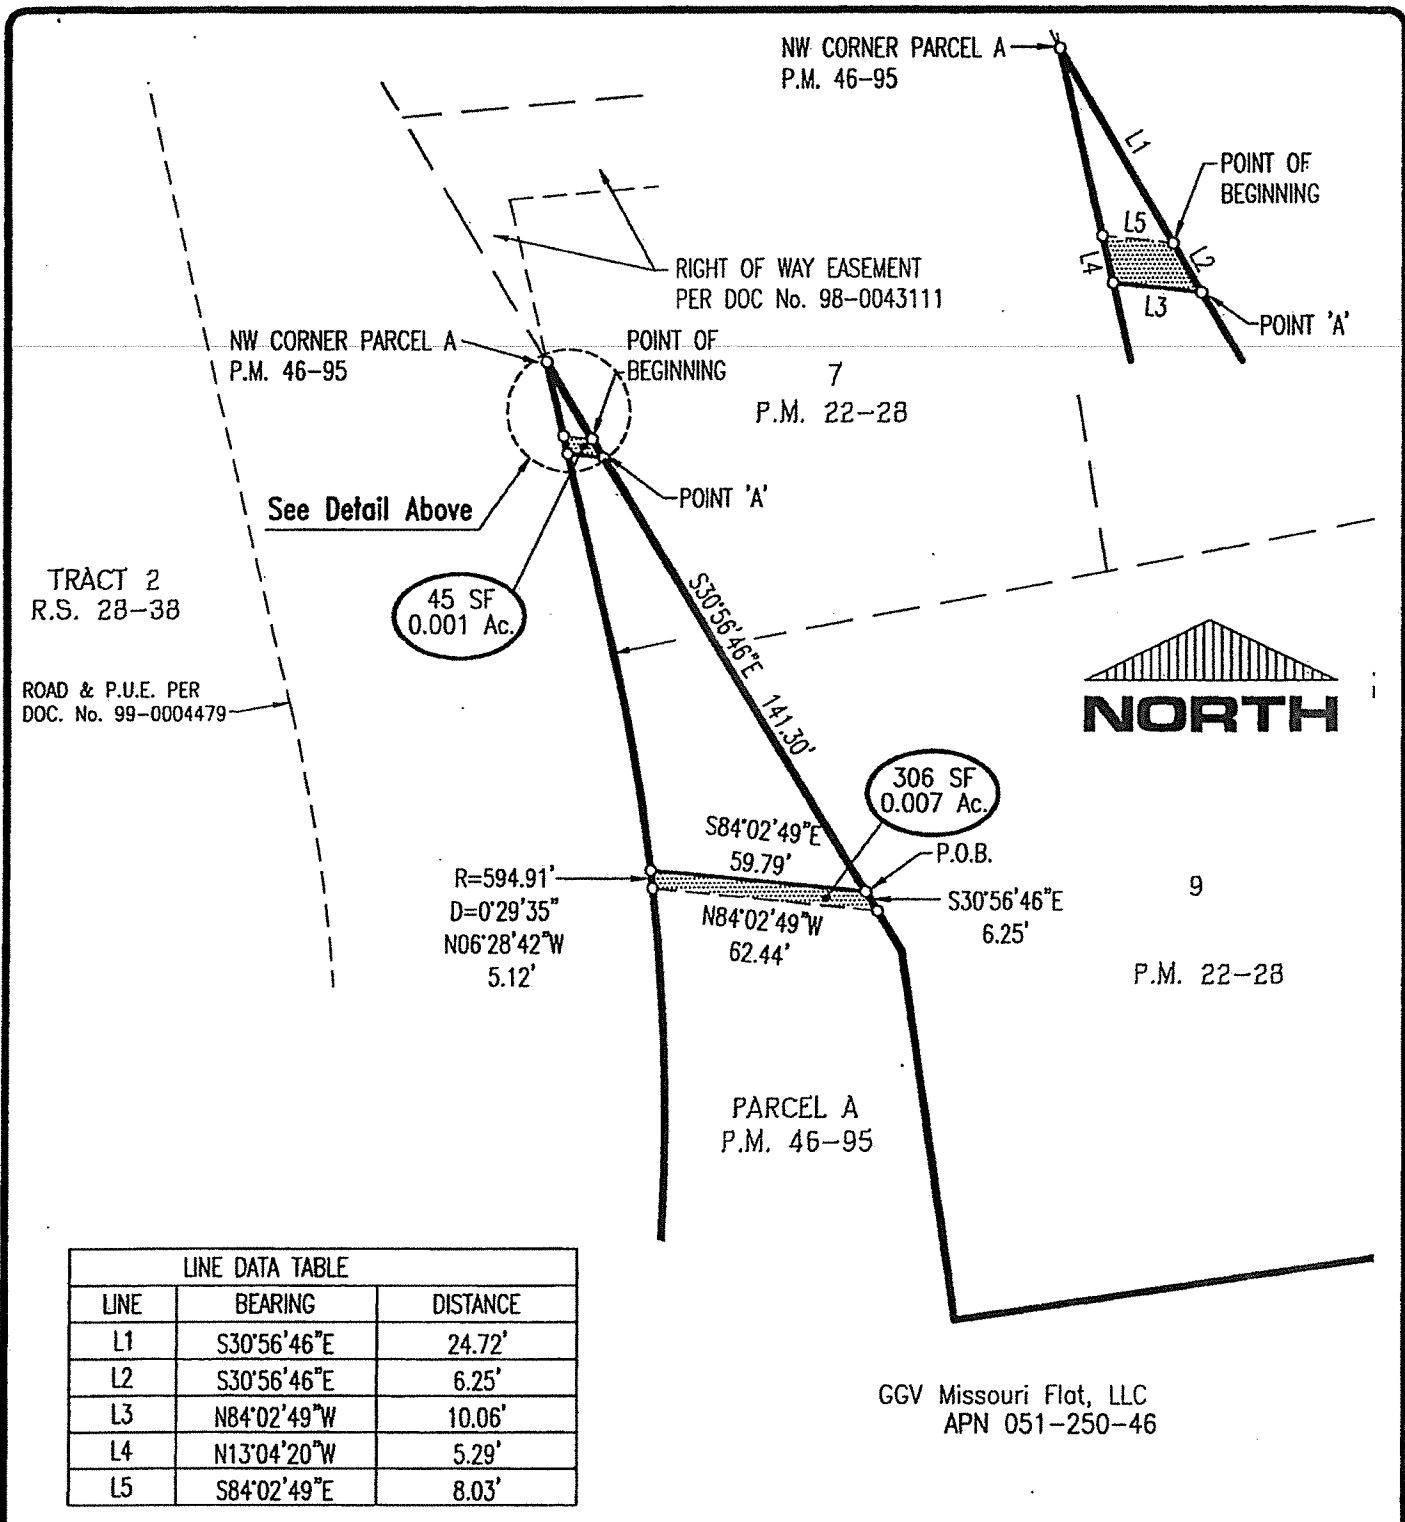 NW CORNER PARCEL A
P.M. 46-95
L1
POINT OF
BEGINNING
L5
L2
L4
L3
POINT 'A'
RIGHT OF WAY EASEMENT
PER DOC No. 98-0043111
NW CORNER PARCEL A
P.M. 46-95
POINT OF
BEGINNING
7
P.M. 22-28
POINT 'A'
See Detail Above
TRACT 2
R.S. 28-38
45 SF
0.001 Ac.
S30°56'46"E 141.30'
ROAD & P.U.E. PER
DOC. No. 99-0004479
NORTH
306 SF
0.007 Ac.
S84°02'49"E
59.79'
P.O.B.
R=594.91'
D=0°29'35"
N06°28'42"W
5.12'
N84°02'49"W
62.44'
S30°56'46"E
6.25'
9
P.M. 22-28
PARCEL A
P.M. 46-95
LINE DATA TABLE
LINE BEARING DISTANCE
L1 S30°56'46"E 24.72'
L2 S30°56'46"E 6.25'
L3 N84°02'49"W 10.06'
L4 N13°04'20"W 5.29'
L5 S84°02'49"E 8.03'
GGV Missouri Flat, LLC
APN 051-250-46